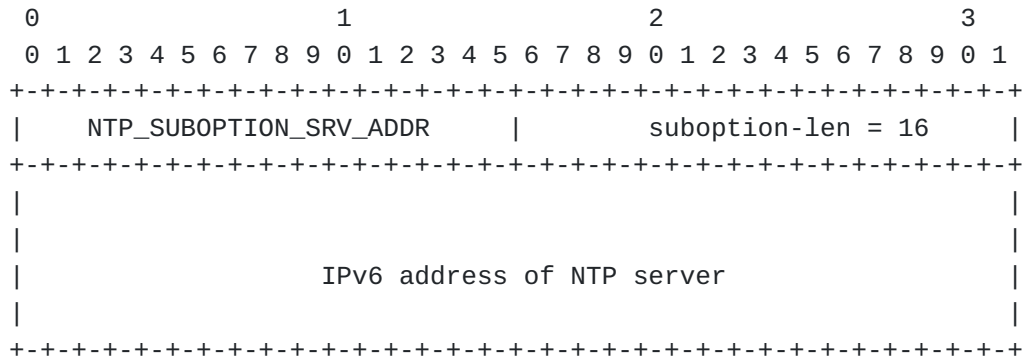 0                   1                   2                   3
 0 1 2 3 4 5 6 7 8 9 0 1 2 3 4 5 6 7 8 9 0 1 2 3 4 5 6 7 8 9 0 1
+-+-+-+-+-+-+-+-+-+-+-+-+-+-+-+-+-+-+-+-+-+-+-+-+-+-+-+-+-+-+-+-+
|    NTP_SUBOPTION_SRV_ADDR     |        suboption-len = 16     |
+-+-+-+-+-+-+-+-+-+-+-+-+-+-+-+-+-+-+-+-+-+-+-+-+-+-+-+-+-+-+-+-+
|                                                               |
|                                                               |
|                   IPv6 address of NTP server                  |
|                                                               |
+-+-+-+-+-+-+-+-+-+-+-+-+-+-+-+-+-+-+-+-+-+-+-+-+-+-+-+-+-+-+-+-+